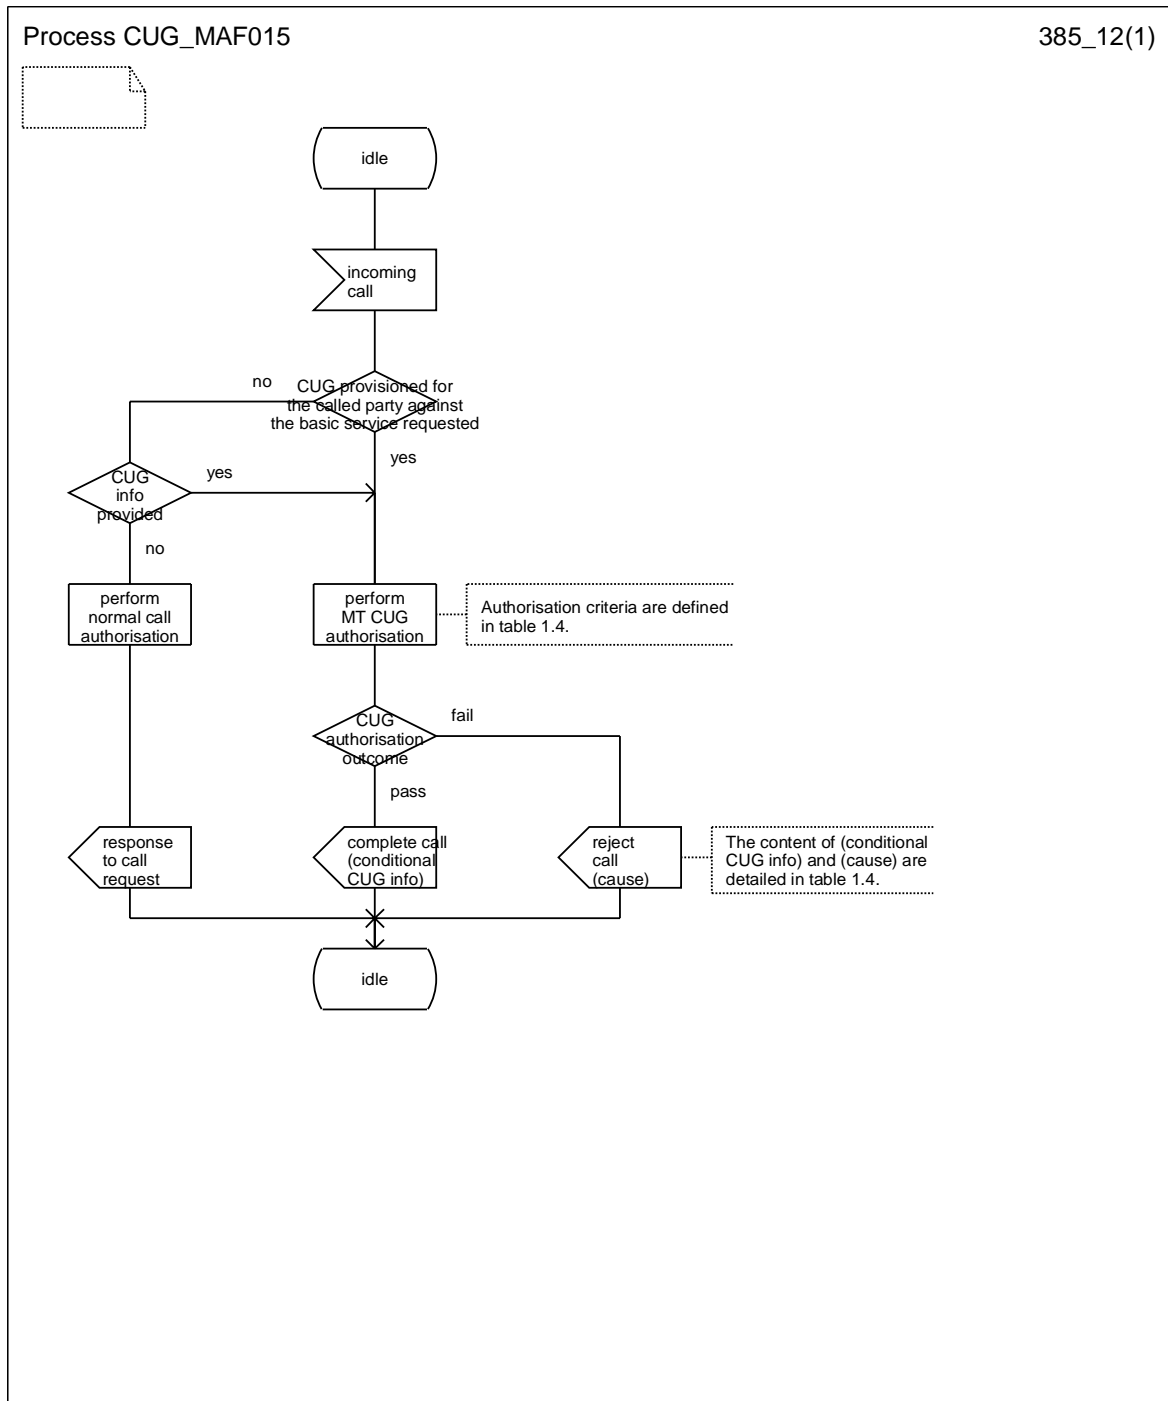 Process CUG_MAF015
385_12(1)
idle
incoming
call
no
CUG provisioned for
the called party against
the basic service requested
yes
CUG
info
provided
yes
no
perform
normal call
authorisation
perform
MT CUG
authorisation
Authorisation criteria are defined
in table 1.4.
CUG
authorisation
outcome
fail
pass
response
to call
request
complete call
(conditional
CUG info)
reject
call
(cause)
The content of (conditional
CUG info) and (cause) are
detailed in table 1.4.
idle